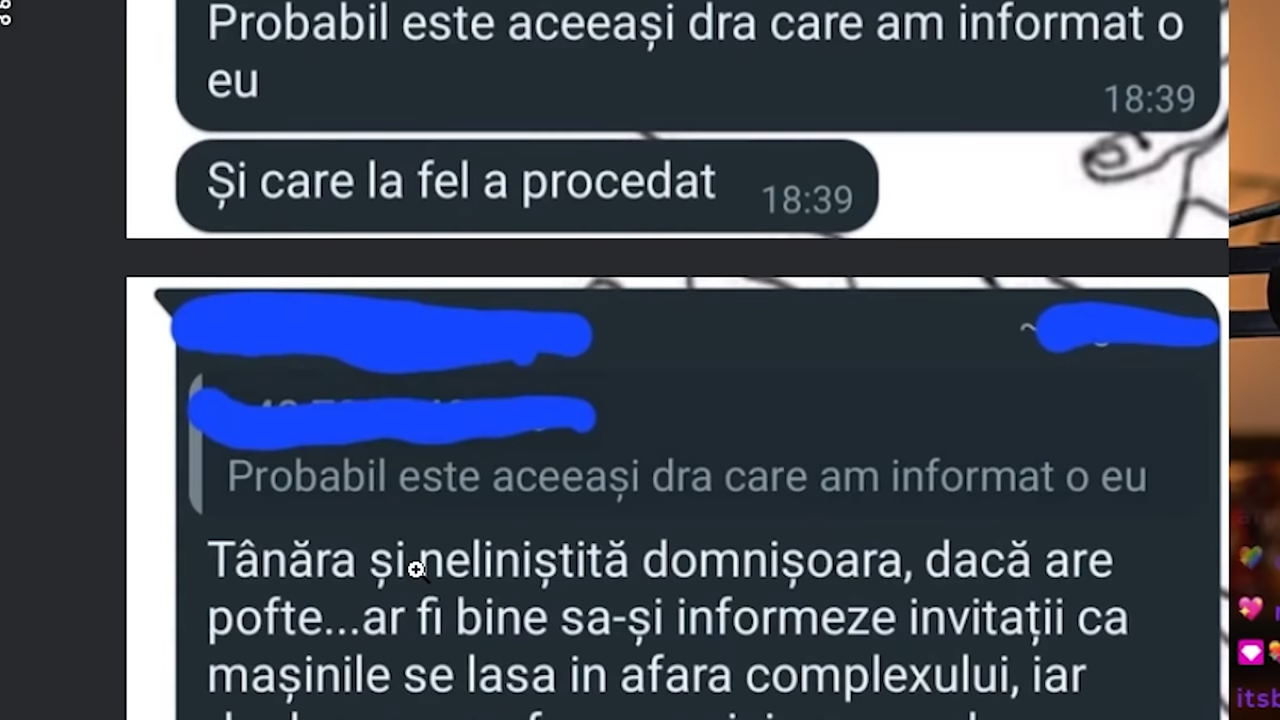 Probabil este aceeași dra care am informat o
eu
18:39
Și care la fel a procedat 18:39
~
Probabil este aceeași dra care am informat o eu
Tânăra și neliniștită domnișoara, dacă are
pofte...ar fi bine sa-și informeze invitații ca
mașinile se lasa in afara complexului, iar
itsb